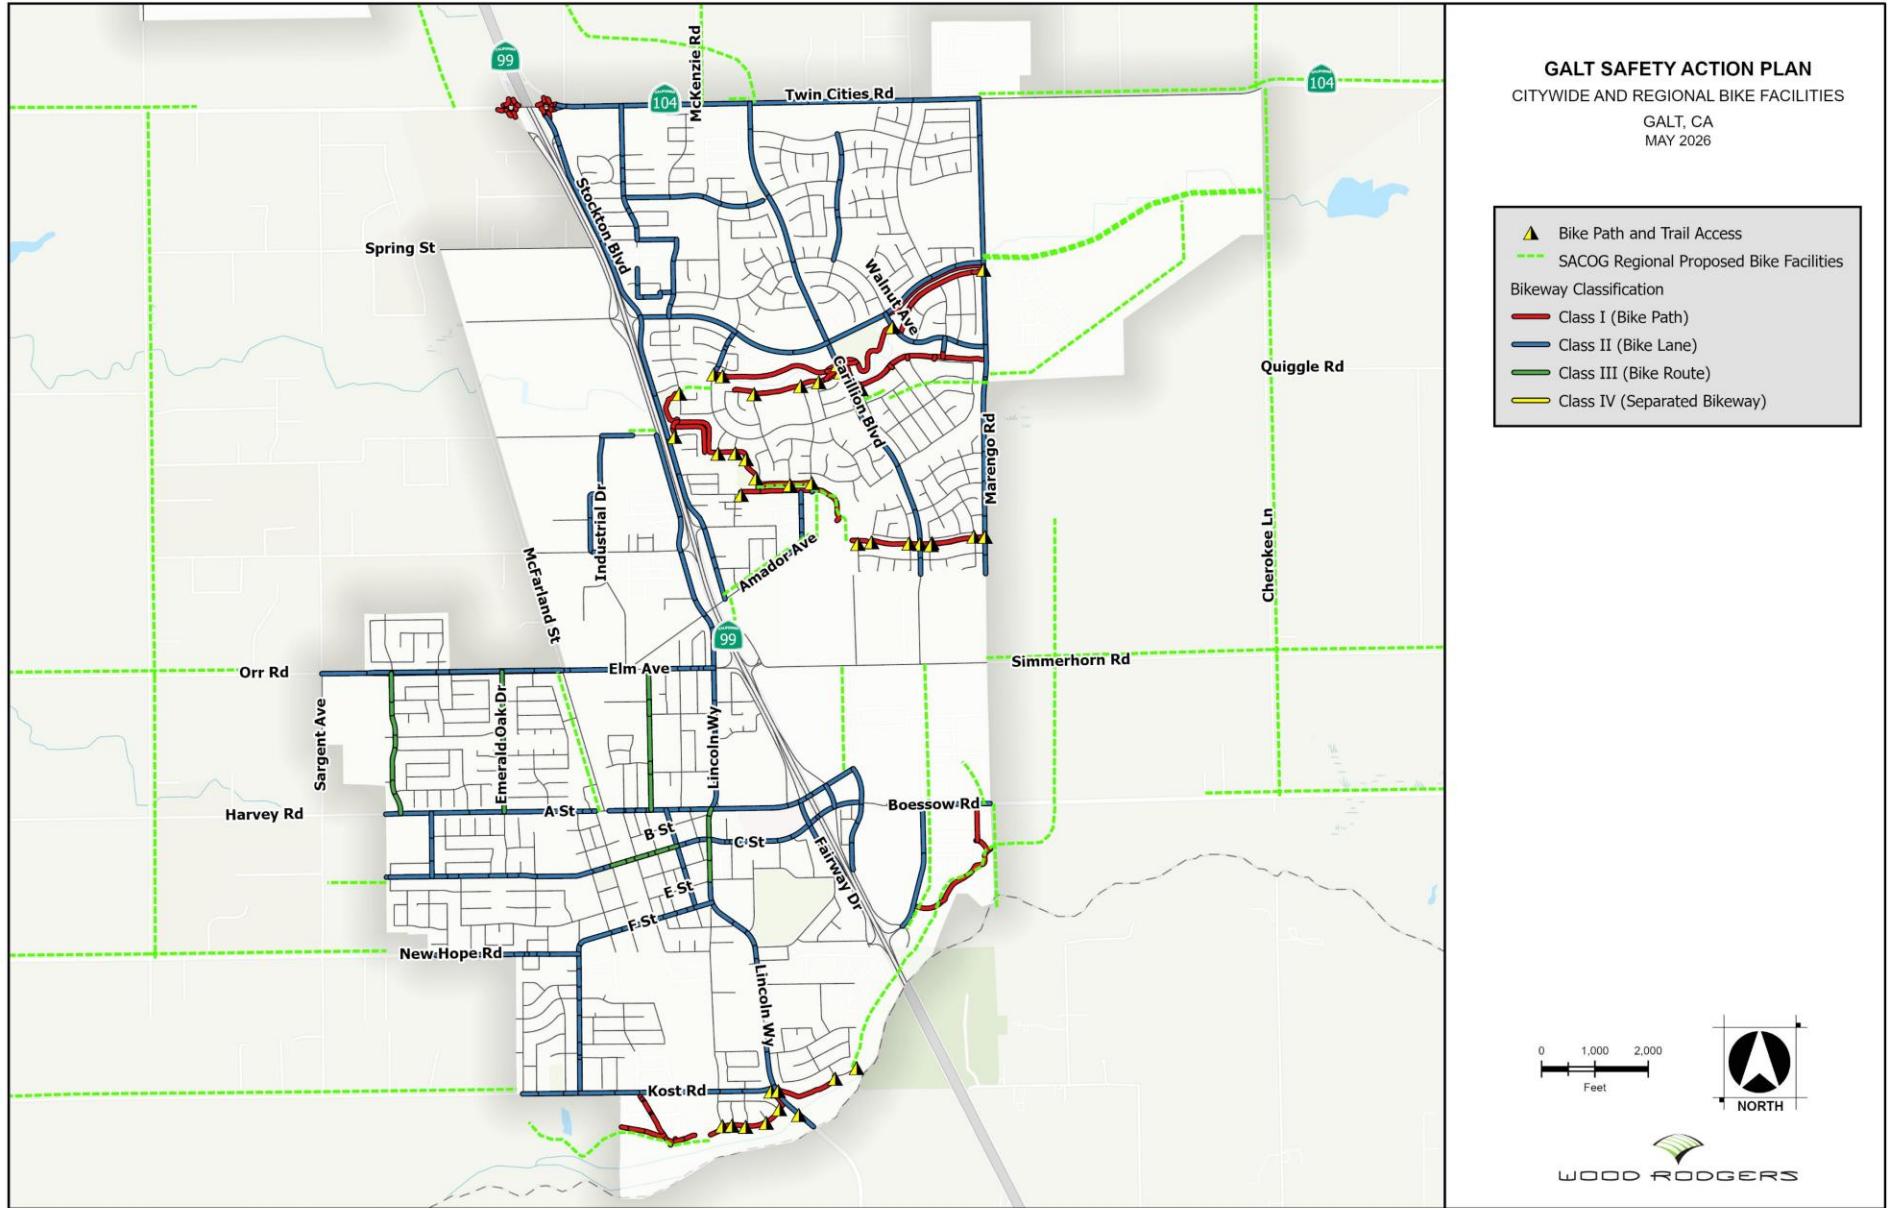 99
104
McKenzie Rd
Twin Cities Rd
104
Stockton Blvd
Spring St
Walnut Ave
Carillion Blvd
Quiggle Rd
Marengo Rd
Industrial Dr
McFarland St
Amador Ave
Cherokee Ln
99
Orr Rd
Elm Ave
Simmerhorn Rd
Sargent Ave
Emerald Oak Dr
Lincoln Wy
Harvey Rd
A St
B St
C St
Boessow Rd
Fairway Dr
E St
F St
New Hope Rd
Lincoln Wy
Kost Rd
GALT SAFETY ACTION PLAN
CITYWIDE AND REGIONAL BIKE FACILITIES
GALT, CA
MAY 2026
Bike Path and Trail Access
SACOG Regional Proposed Bike Facilities
Bikeway Classification
Class I (Bike Path)
Class II (Bike Lane)
Class III (Bike Route)
Class IV (Separated Bikeway)
0 1,000 2,000
Feet
NORTH
WOOD RODGERS